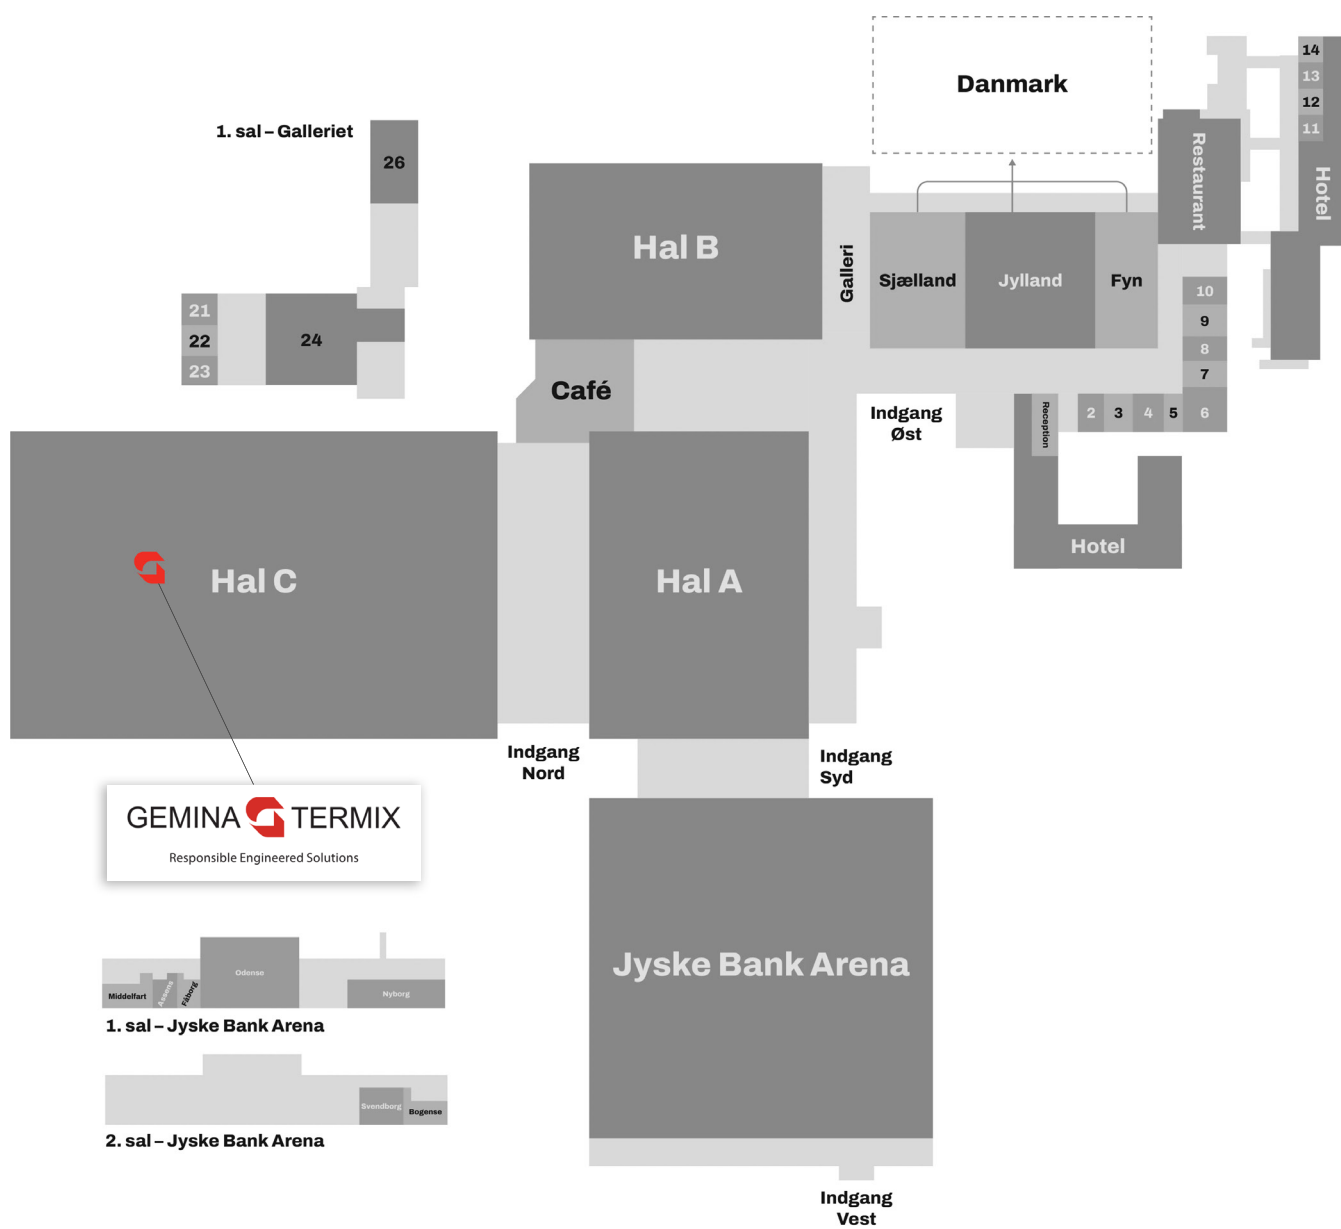 Danmark
1. sal – Galleriet
26
21
22
23
24
Hal B
Galleri
Sjælland
Jylland
Fyn
Restaurant
14
13
12
11
Hotel
10
9
8
7
2
3
4
5
6
Reception
Café
Indgang
Øst
Hotel
Hal C
Hal A
Indgang
Nord
Indgang
Syd
GEMINA TERMIX
Responsible Engineered Solutions
Jyske Bank Arena
Middelfart
Assens
Fåborg
Odense
Nyborg
1. sal – Jyske Bank Arena
Svendborg
Bogense
2. sal – Jyske Bank Arena
Indgang
Vest